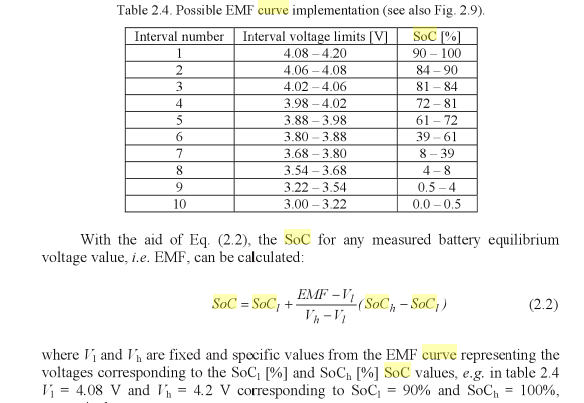 Table 2.4. Possible EMF curve implementation (see also Fig. 2.9).
Interval number Interval voltage limits [V] SoC [%]
1 4.08 – 4.20 90 – 100
2 4.06 – 4.08 84 – 90
3 4.02 – 4.06 81 – 84
4 3.98 – 4.02 72 – 81
5 3.88 – 3.98 61 – 72
6 3.80 – 3.88 39 – 61
7 3.68 – 3.80 8 – 39
8 3.54 – 3.68 4 – 8
9 3.22 – 3.54 0.5 – 4
10 3.00 – 3.22 0.0 – 0.5
With the aid of Eq. (2.2), the SoC for any measured battery equilibrium
voltage value, i.e. EMF, can be calculated:
SoC = SoC_l + (EMF − V_l)/(V_h − V_l) (SoC_h − SoC_l) (2.2)
where V_l and V_h are fixed and specific values from the EMF curve representing the
voltages corresponding to the SoC_l [%] and SoC_h [%] SoC values, e.g. in table 2.4
V_l = 4.08 V and V_h = 4.2 V corresponding to SoC_l = 90% and SoC_h = 100%,